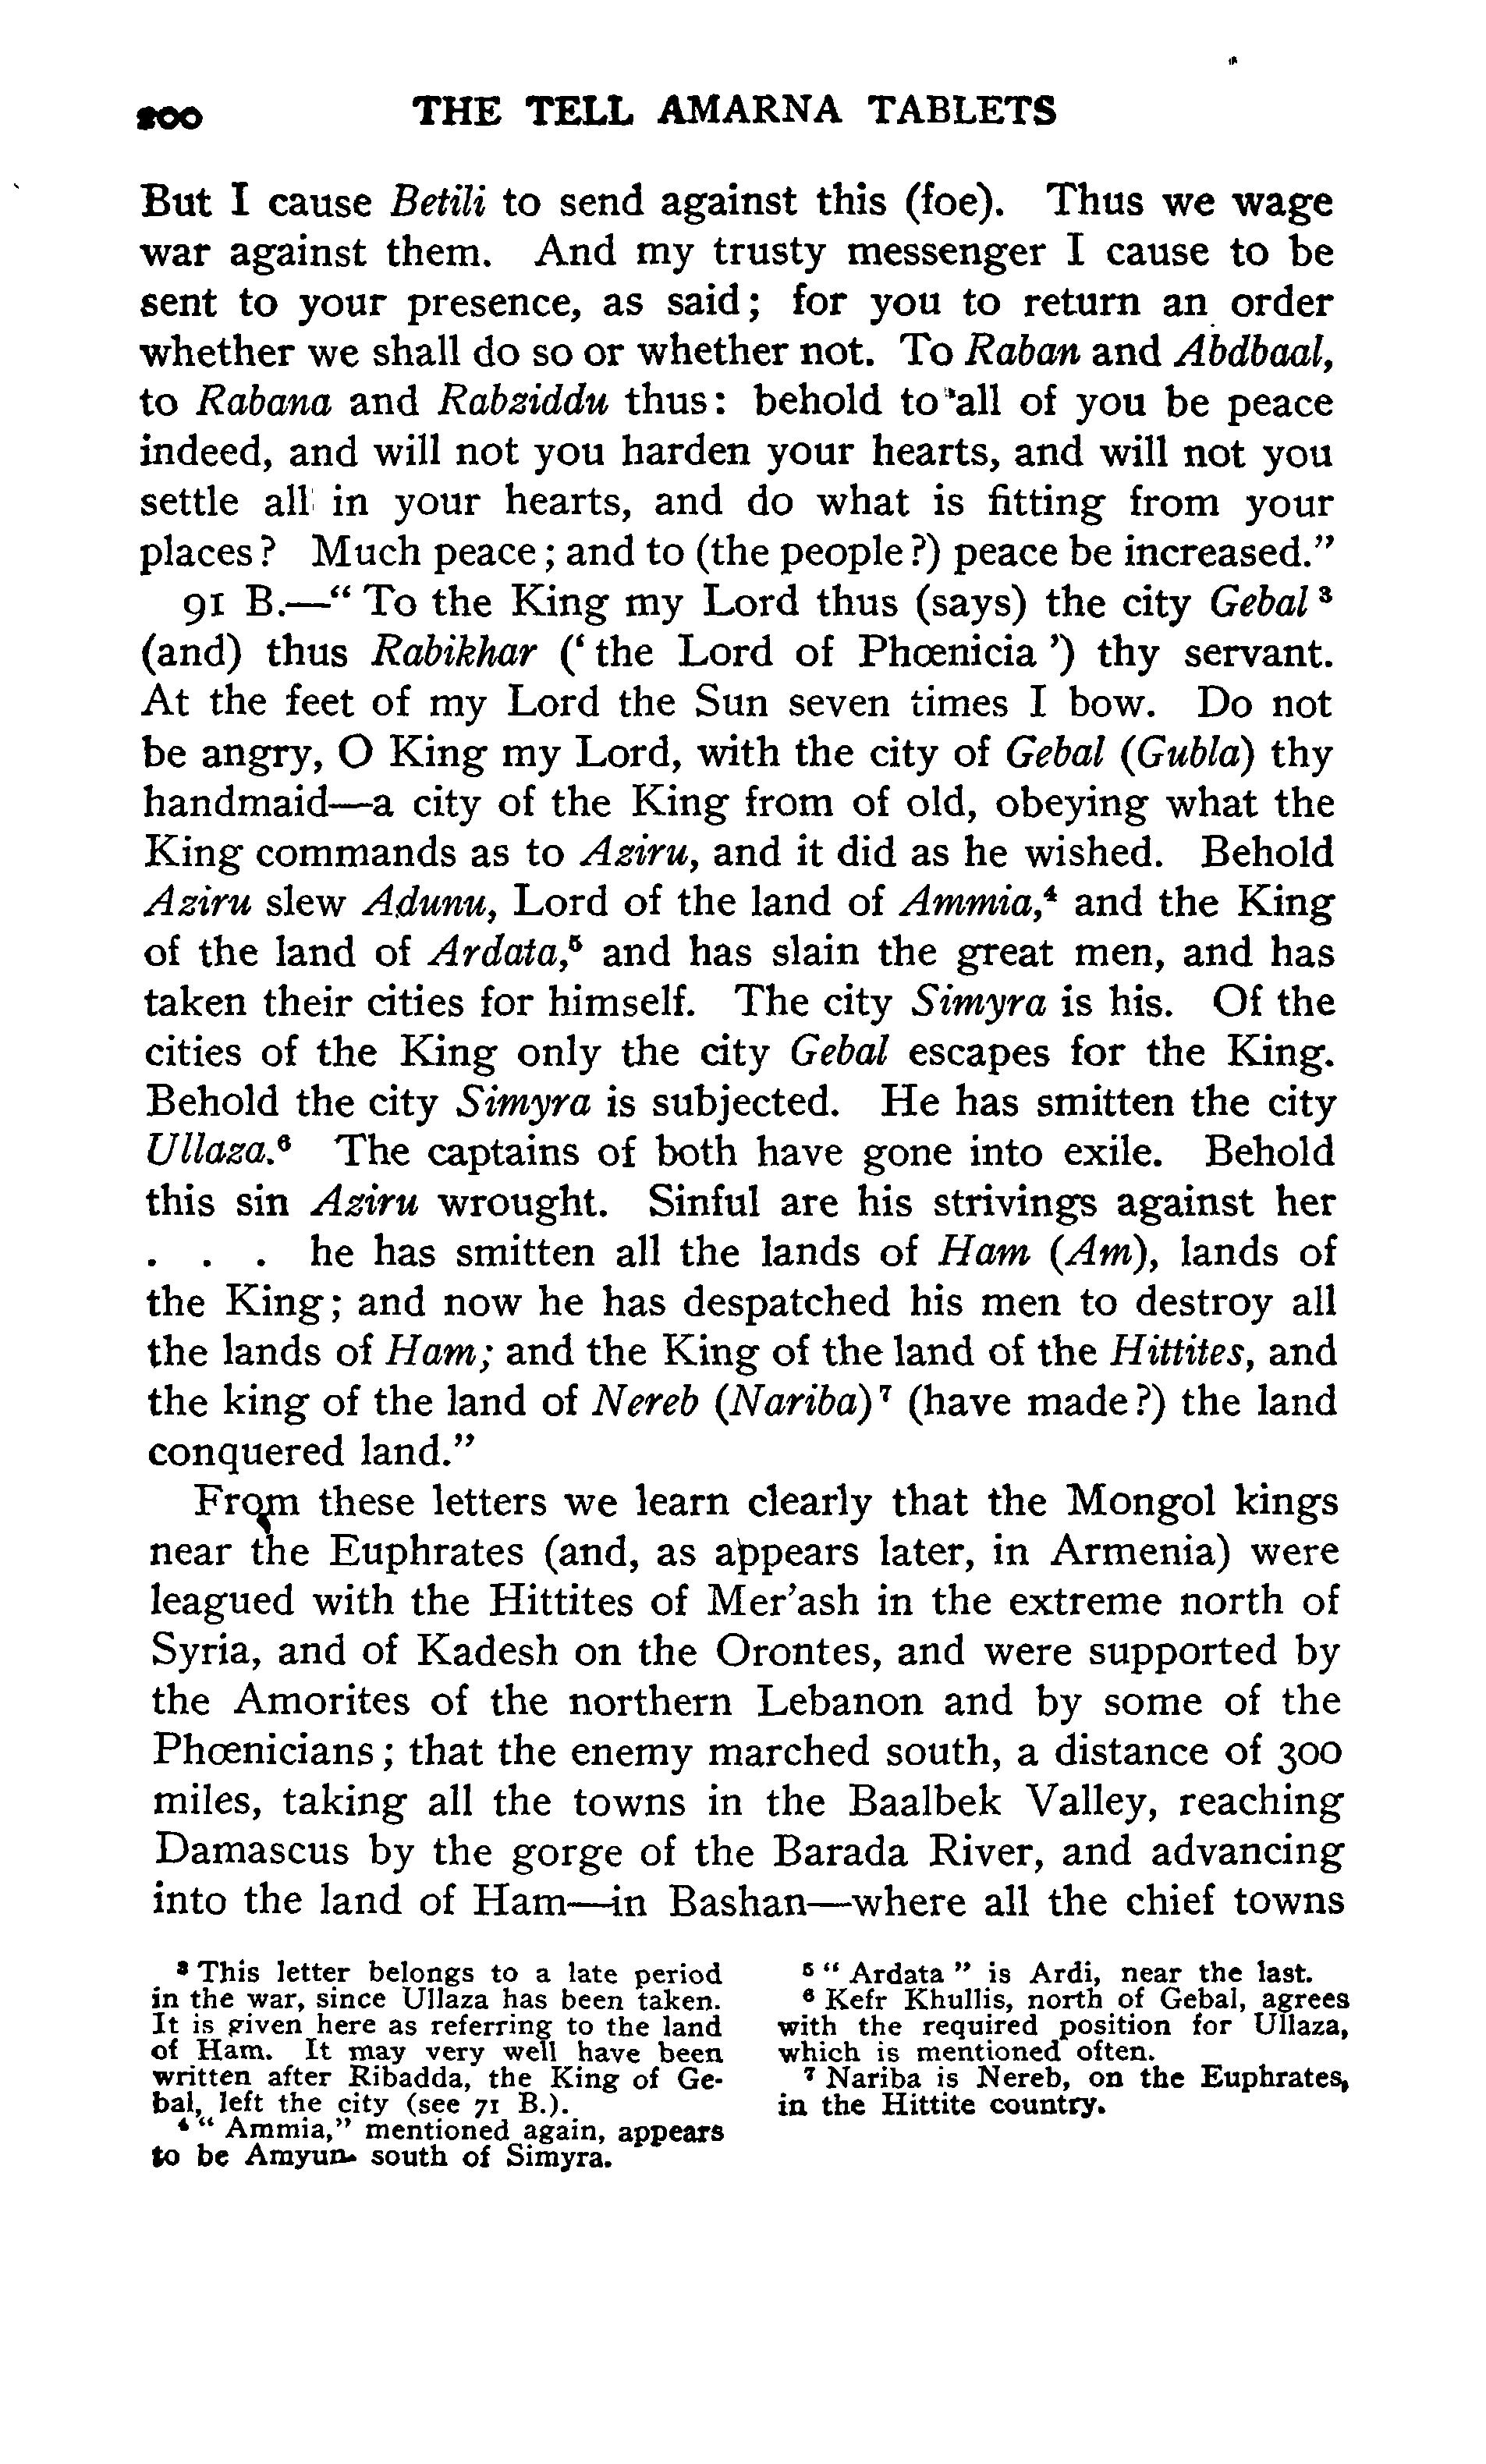 200 THE TELL AMARNA TABLETS
But I cause Betili to send against this (foe). Thus we wage
war against them. And my trusty messenger I cause to be
sent to your presence, as said; for you to return an order
whether we shall do so or whether not. To Raban and Abdbaal,
to Rabana and Rabziddu thus: behold to all of you be peace
indeed, and will not you harden your hearts, and will not you
settle all in your hearts, and do what is fitting from your
places? Much peace; and to (the people?) peace be increased.”
91 B.—“To the King my Lord thus (says) the city Gebal ³
(and) thus Rabikhar (‘the Lord of Phœnicia’) thy servant.
At the feet of my Lord the Sun seven times I bow. Do not
be angry, O King my Lord, with the city of Gebal (Gubla) thy
handmaid—a city of the King from of old, obeying what the
King commands as to Aziru, and it did as he wished. Behold
Aziru slew Adunu, Lord of the land of Ammia,⁴ and the King
of the land of Ardata,⁵ and has slain the great men, and has
taken their cities for himself. The city Simyra is his. Of the
cities of the King only the city Gebal escapes for the King.
Behold the city Simyra is subjected. He has smitten the city
Ullaza.⁶ The captains of both have gone into exile. Behold
this sin Aziru wrought. Sinful are his strivings against her
. . . he has smitten all the lands of Ham (Am), lands of
the King; and now he has despatched his men to destroy all
the lands of Ham; and the King of the land of the Hittites, and
the king of the land of Nereb (Nariba) ⁷ (have made?) the land
conquered land.”
From these letters we learn clearly that the Mongol kings
near the Euphrates (and, as appears later, in Armenia) were
leagued with the Hittites of Mer’ash in the extreme north of
Syria, and of Kadesh on the Orontes, and were supported by
the Amorites of the northern Lebanon and by some of the
Phœnicians; that the enemy marched south, a distance of 300
miles, taking all the towns in the Baalbek Valley, reaching
Damascus by the gorge of the Barada River, and advancing
into the land of Ham—in Bashan—where all the chief towns
³ This letter belongs to a late period
in the war, since Ullaza has been taken.
It is given here as referring to the land
of Ham. It may very well have been
written after Ribadda, the King of Ge-
bal, left the city (see 71 B.).
⁴ “Ammia,” mentioned again, appears
to be Amyun, south of Simyra.
⁵ “Ardata” is Ardi, near the last.
⁶ Kefr Khullis, north of Gebal, agrees
with the required position for Ullaza,
which is mentioned often.
⁷ Nariba is Nereb, on the Euphrates,
in the Hittite country.